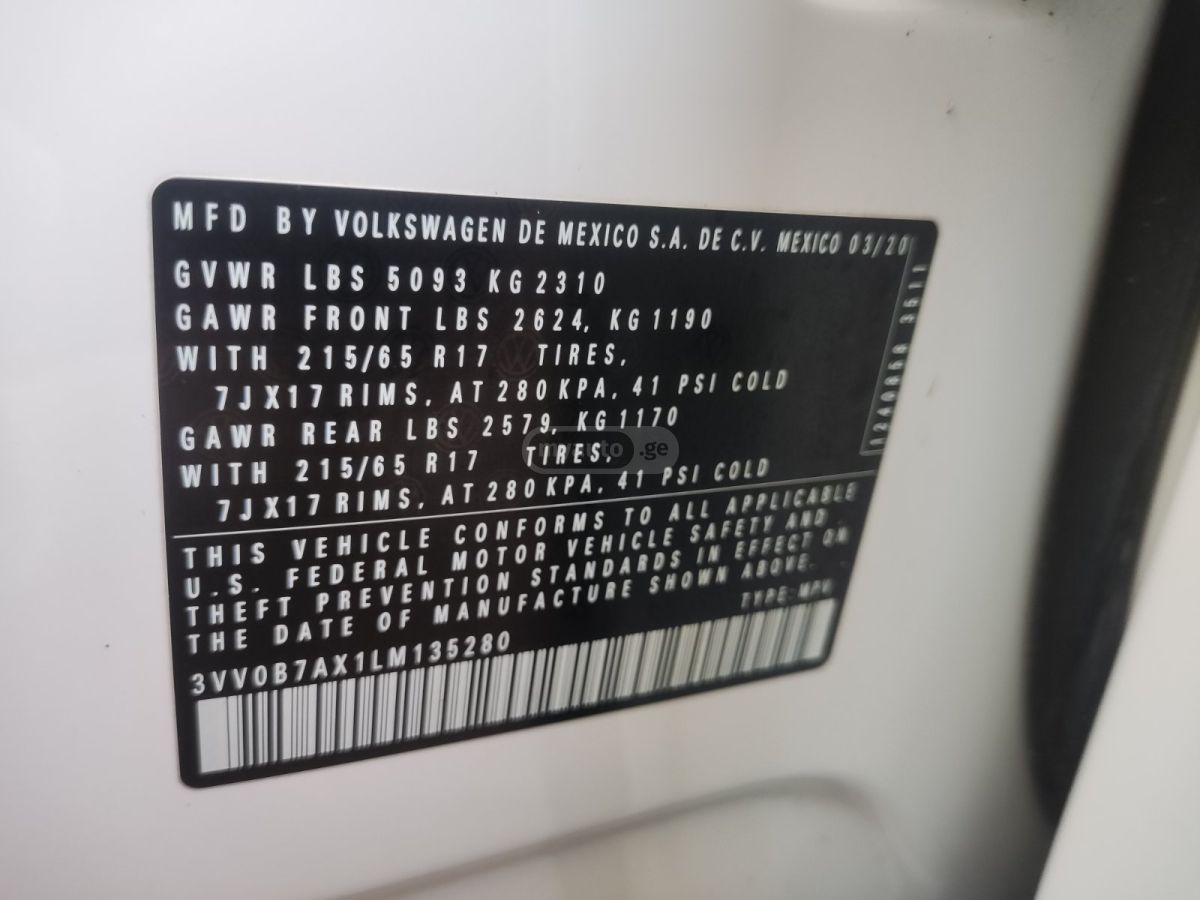 MFD BY VOLKSWAGEN DE MEXICO S.A. DE C.V. MEXICO 03/20
GVWR LBS 5093 KG 2310
GAWR FRONT LBS 2624, KG 1190
WITH 215/65 R17 TIRES,
7JX17 RIMS, AT 280 KPA, 41 PSI COLD
GAWR REAR LBS 2579, KG 1170
WITH 215/65 R17 TIRES,
7JX17 RIMS, AT 280 KPA, 41 PSI COLD
THIS VEHICLE CONFORMS TO ALL APPLICABLE
U.S. FEDERAL MOTOR VEHICLE SAFETY AND
THEFT PREVENTION STANDARDS IN EFFECT ON
THE DATE OF MANUFACTURE SHOWN ABOVE.
TYPE: MPV
3VV0B7AX1LM135280
myauto.ge